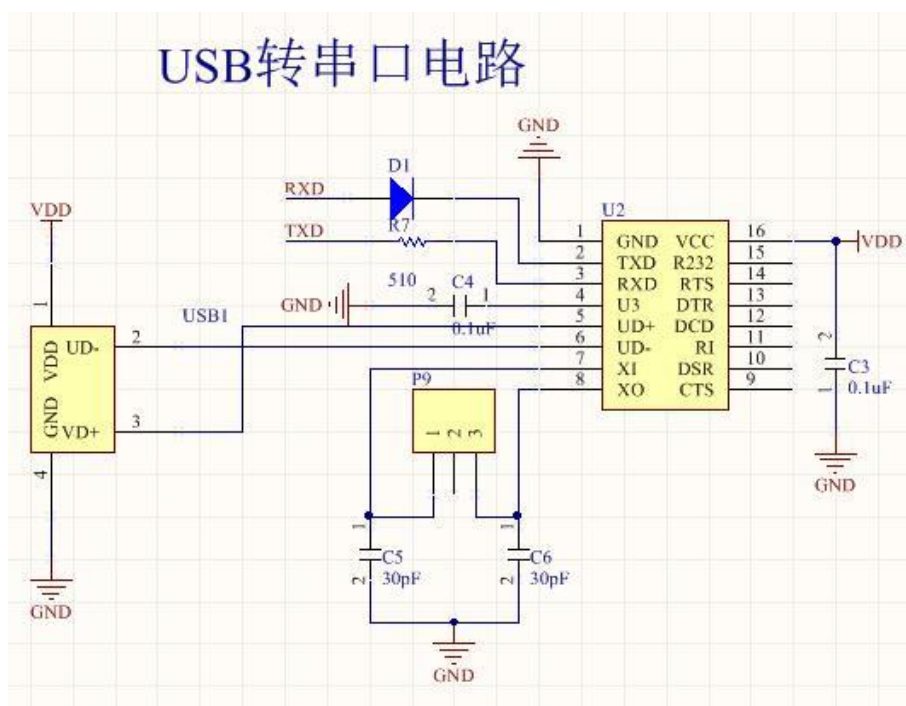 USB转串口电路
GND
D1
RXD
VDD
R7
TXD
U2
1 GND VCC 16 VDD
2 TXD R232 15
3 RXD RTS 14
510 C4
GND 2 1 4 U3 DTR 13
0.1uF
USB1
1
5 UD+ DCD 12
2 6 UD- RI 11
UD-
VDD
7 XI DSR 10
8 XO CTS 9
2
C3
1 0.1uF
P9
GND
VD+ 3
1 2 3
4
GND
1 C5
2 30pF
1 C6
2 30pF
GND
GND